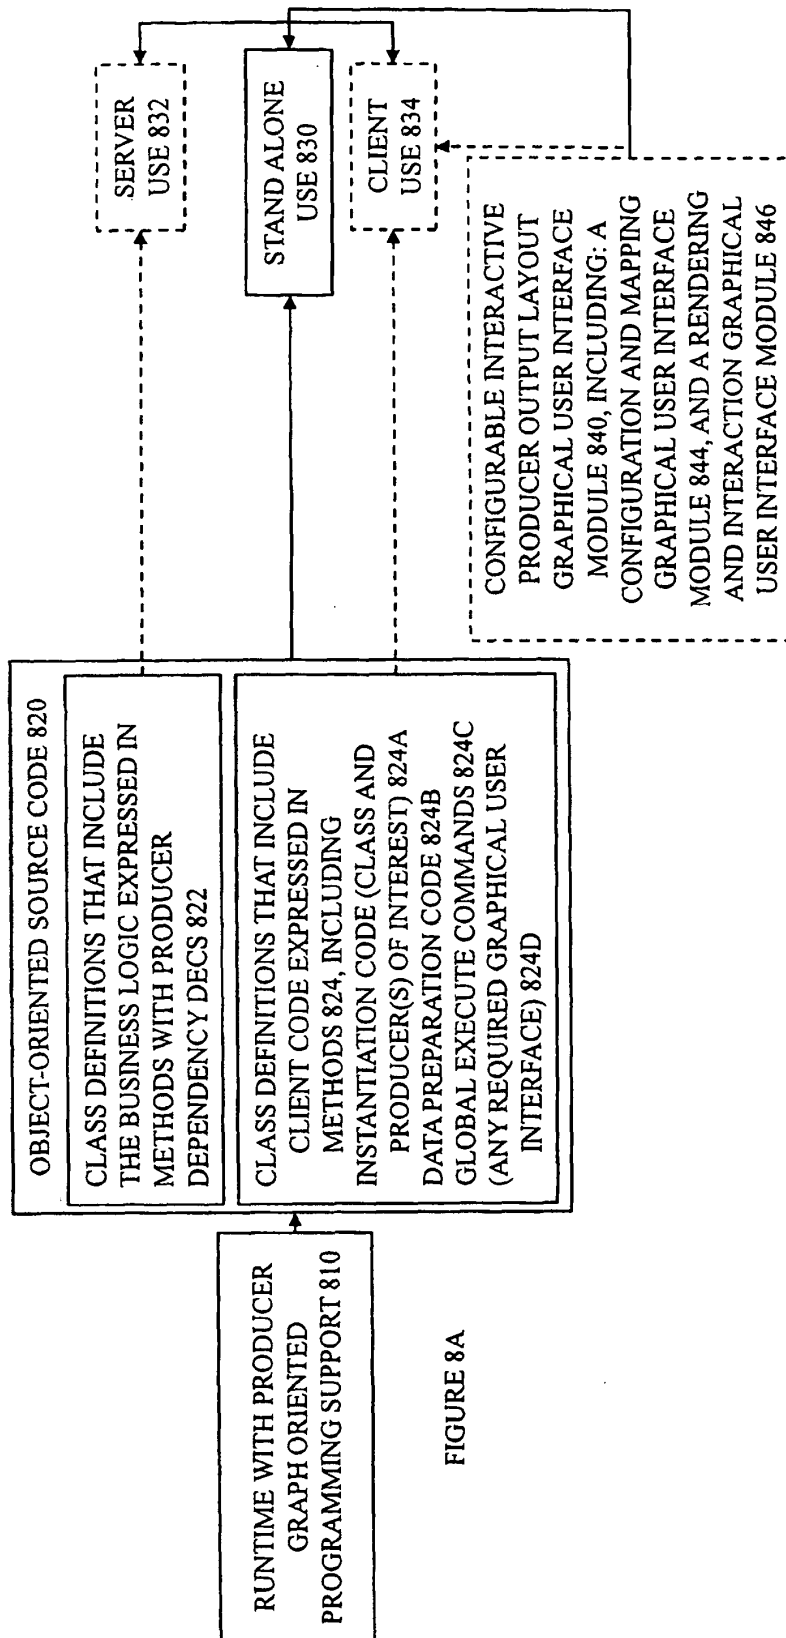 RUNTIME WITH PRODUCER
GRAPH ORIENTED
PROGRAMMING SUPPORT 810
OBJECT-ORIENTED SOURCE CODE 820
CLASS DEFINITIONS THAT INCLUDE
THE BUSINESS LOGIC EXPRESSED IN
METHODS WITH PRODUCER
DEPENDENCY DECS 822
CLASS DEFINITIONS THAT INCLUDE
CLIENT CODE EXPRESSED IN
METHODS 824, INCLUDING
INSTANTIATION CODE (CLASS AND
PRODUCER(S) OF INTEREST) 824A
DATA PREPARATION CODE 824B
GLOBAL EXECUTE COMMANDS 824C
(ANY REQUIRED GRAPHICAL USER
INTERFACE) 824D
SERVER
USE 832
STAND ALONE
USE 830
CLIENT
USE 834
CONFIGURABLE INTERACTIVE
PRODUCER OUTPUT LAYOUT
GRAPHICAL USER INTERFACE
MODULE 840, INCLUDING: A
CONFIGURATION AND MAPPING
GRAPHICAL USER INTERFACE
MODULE 844, AND A RENDERING
AND INTERACTION GRAPHICAL
USER INTERFACE MODULE 846
FIGURE 8A